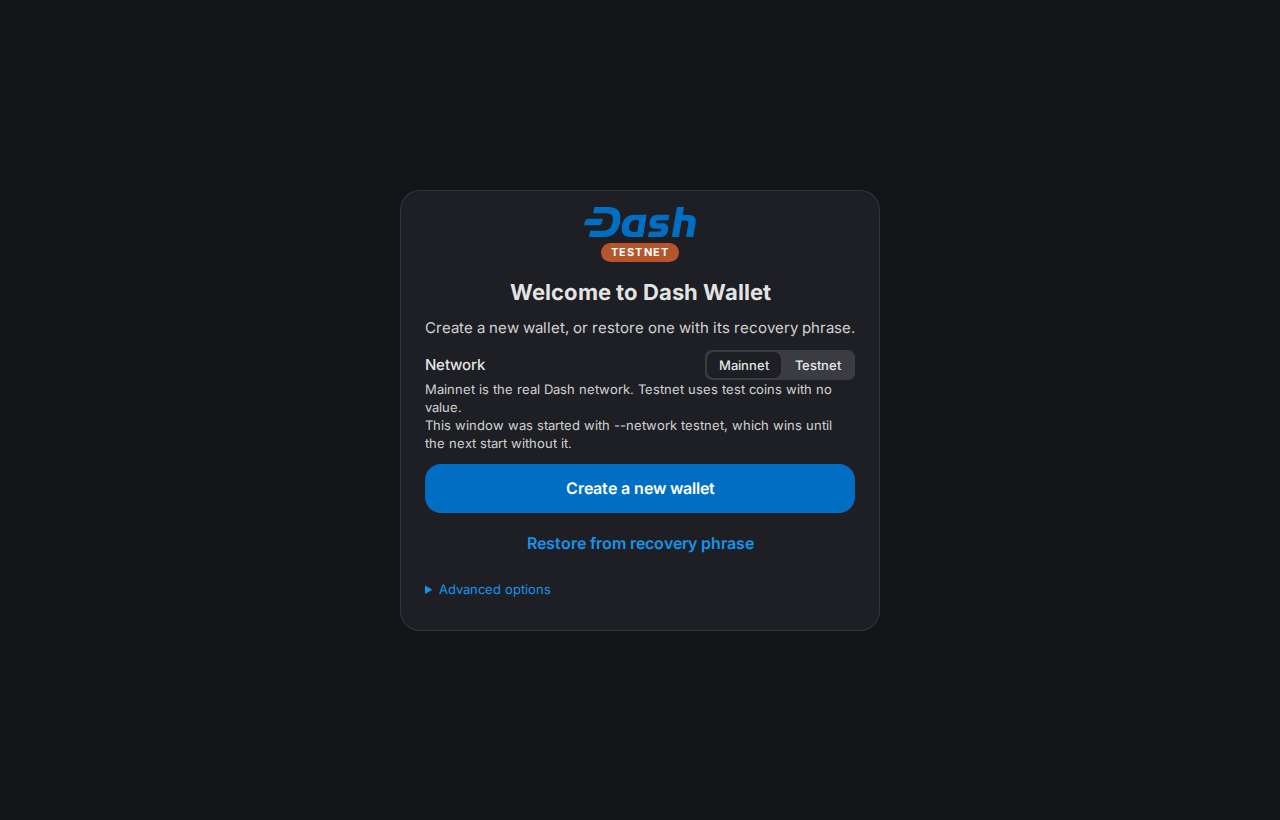 Dash
TESTNET
Welcome to Dash Wallet
Create a new wallet, or restore one with its recovery phrase.
Network
Mainnet
Testnet
Mainnet is the real Dash network. Testnet uses test coins with no
value.
This window was started with --network testnet, which wins until
the next start without it.
Create a new wallet
Restore from recovery phrase
Advanced options